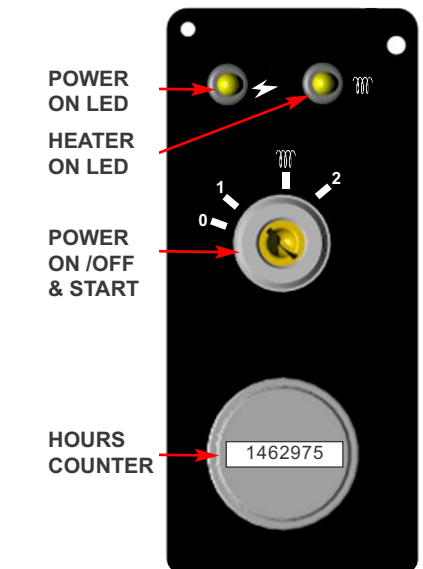 POWER
ON LED
HEATER
ON LED
1
2
0
POWER
ON /OFF
& START
HOURS
COUNTER
1462975